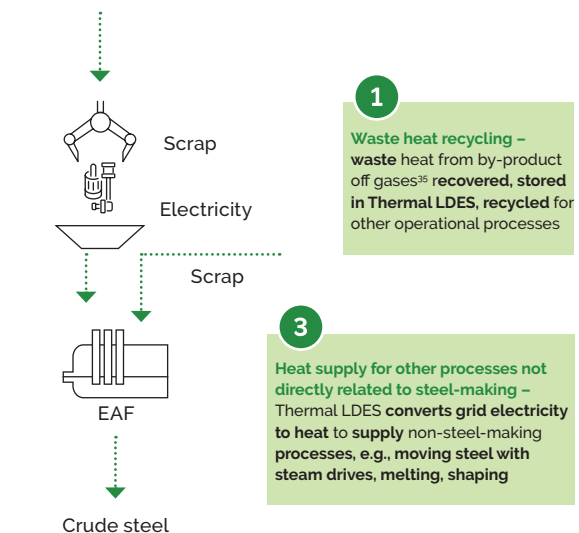 Scrap
Electricity
Scrap
EAF
Crude steel
1
Waste heat recycling –
waste heat from by-product
off gases³⁵ recovered, stored
in Thermal LDES, recycled for
other operational processes
3
Heat supply for other processes not
directly related to steel-making –
Thermal LDES converts grid electricity
to heat to supply non-steel-making
processes, e.g., moving steel with
steam drives, melting, shaping